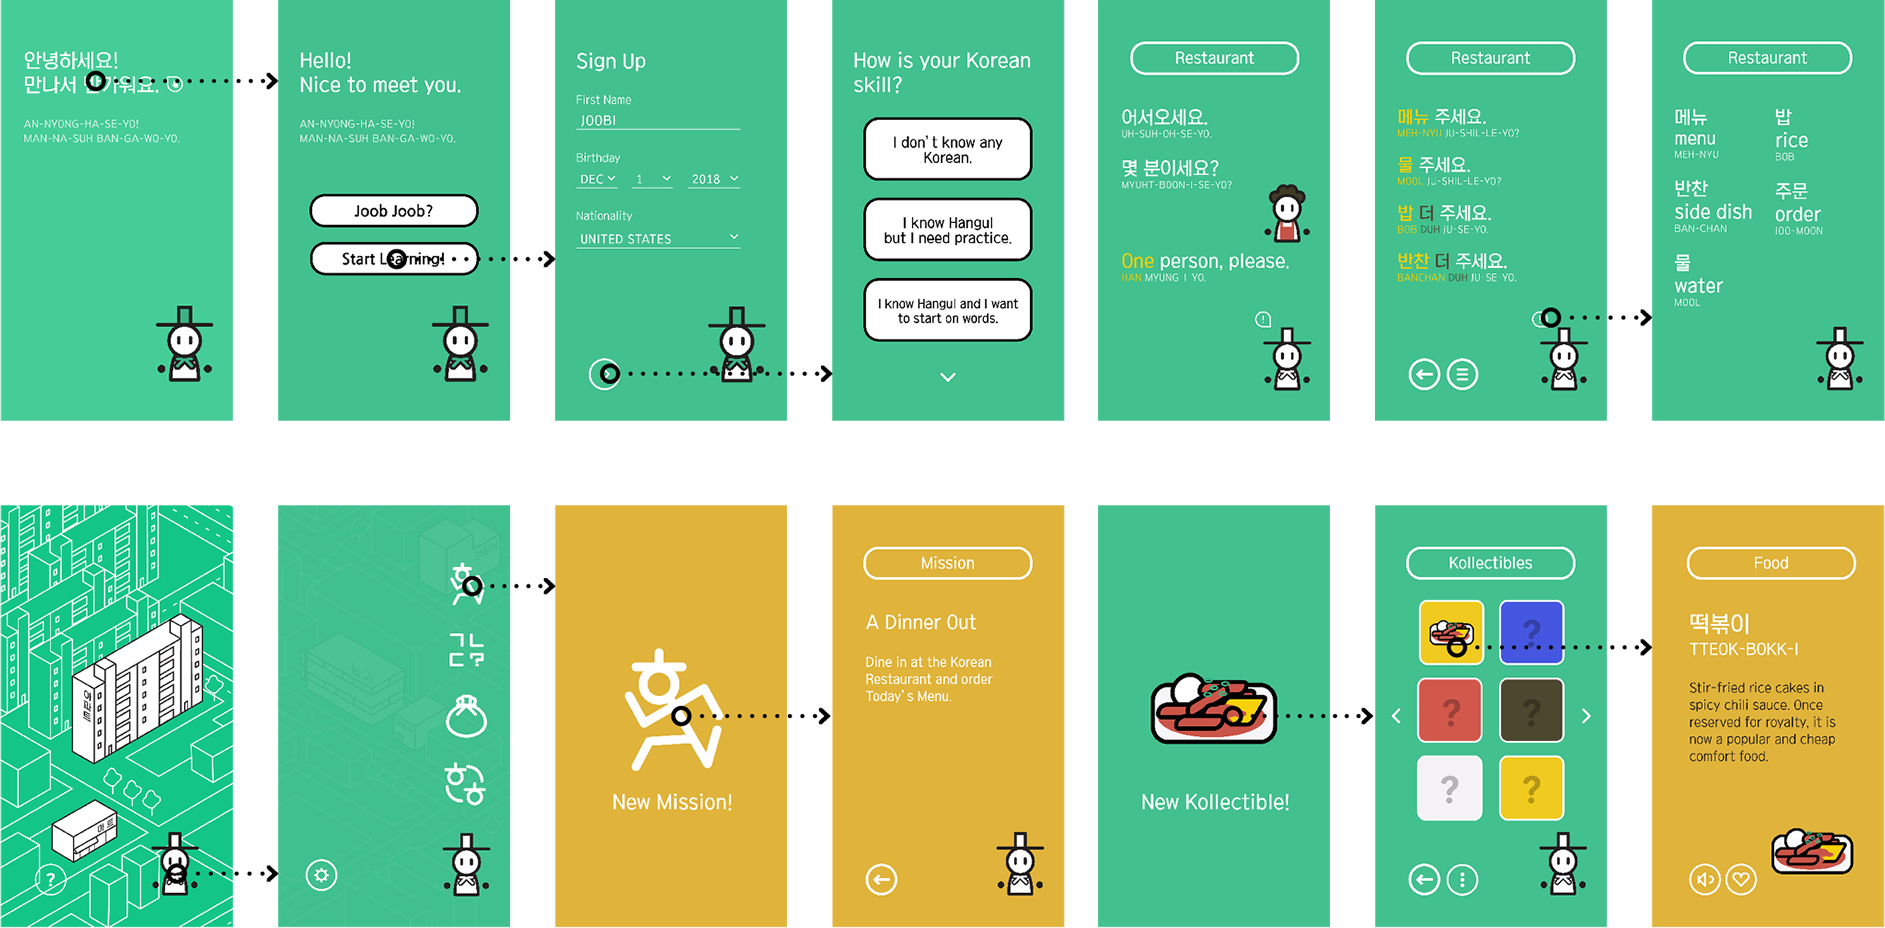 안녕하세요!
만나서 반가워요.
AN-NYONG-HA-SE-YO!
MAN-NA-SUH BAN-GA-WO-YO.
Hello!
Nice to meet you.
AN-NYONG-HA-SE-YO!
MAN-NA-SUH BAN-GA-WO-YO.
Joob Joob?
Start Learning!
Sign Up
First Name
JOOBI
Birthday
DEC 1 2018
Nationality
UNITED STATES
How is your Korean
skill?
I don't know any
Korean.
I know Hangul
but I need practice.
I know Hangul and I want
to start on words.
Restaurant
어서오세요.
UH-SUH-OH-SE-YO.
몇 분이세요?
MYUHT-BOON-I-SE-YO?
One person, please.
HAN MYUNG I YO.
Restaurant
메뉴 주세요.
MEH-NYU JU-SHIL-LE-YO?
물 주세요.
MOOL JU-SHIL-LE-YO?
밥 더 주세요.
BOB DUH JU-SE-YO.
반찬 더 주세요.
BANCHAN DUH JU-SE-YO.
Restaurant
메뉴
menu
MEH-NYU
반찬
side dish
BAN-CHAN
물
water
MOOL
밥
rice
BOB
주문
order
JOO-MOON
아파트
마트
?
New Mission!
Mission
A Dinner Out
Dine in at the Korean
Restaurant and order
Today's Menu.
New Kollectible!
Kollectibles
?
? ?
? ?
Food
떡볶이
TTEOK-BOKK-I
Stir-fried rice cakes in
spicy chili sauce. Once
reserved for royalty, it is
now a popular and cheap
comfort food.